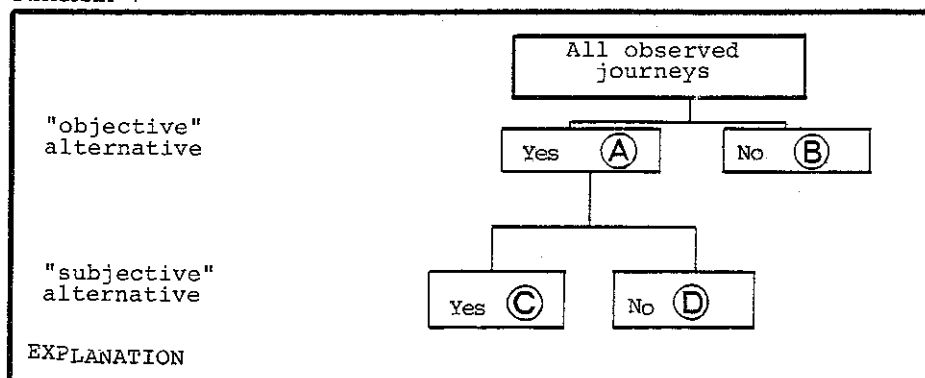 All observed
journeys
"objective"
alternative
Yes A
No B
"subjective"
alternative
Yes C
No D
EXPLANATION